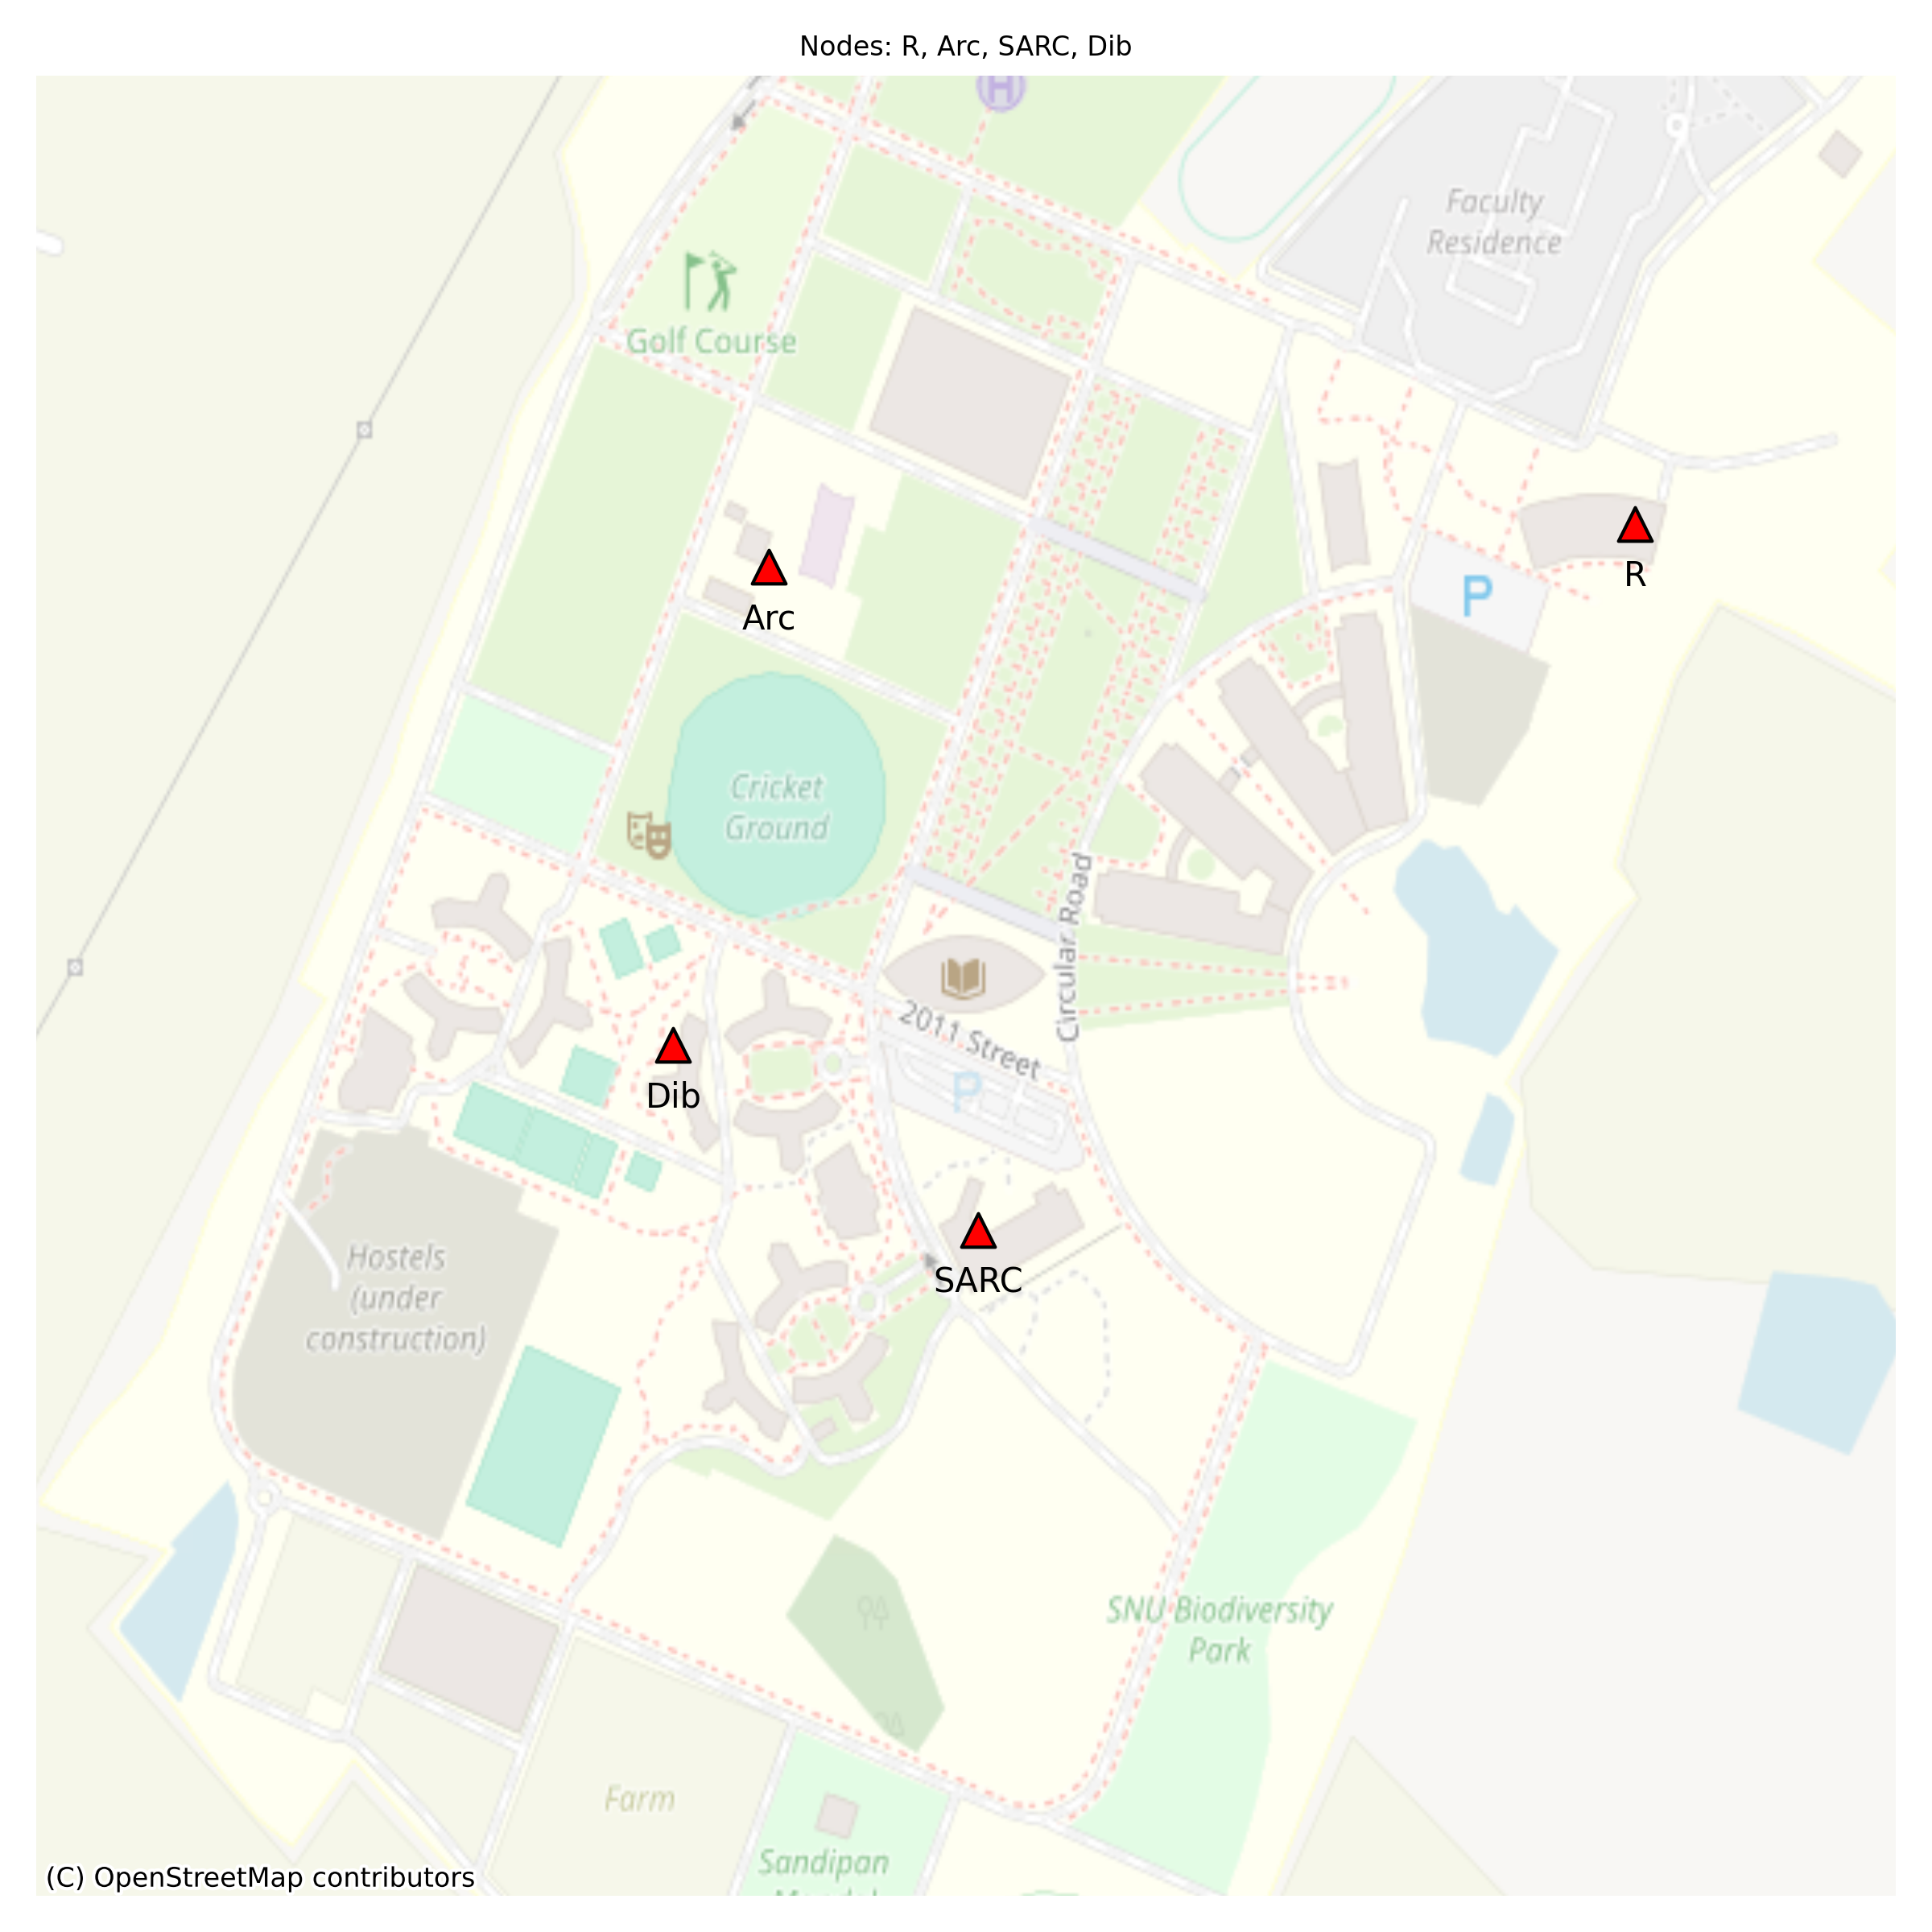 Nodes: R, Arc, SARC, Dib
H
Faculty
Residence
Golf Course
R
P
Arc
Cricket
Ground
Circular Road
2011 Street
P
Dib
SARC
Hostels
(under
construction)
SNU Biodiversity
Park
Farm
Sandipan
(C) OpenStreetMap contributors